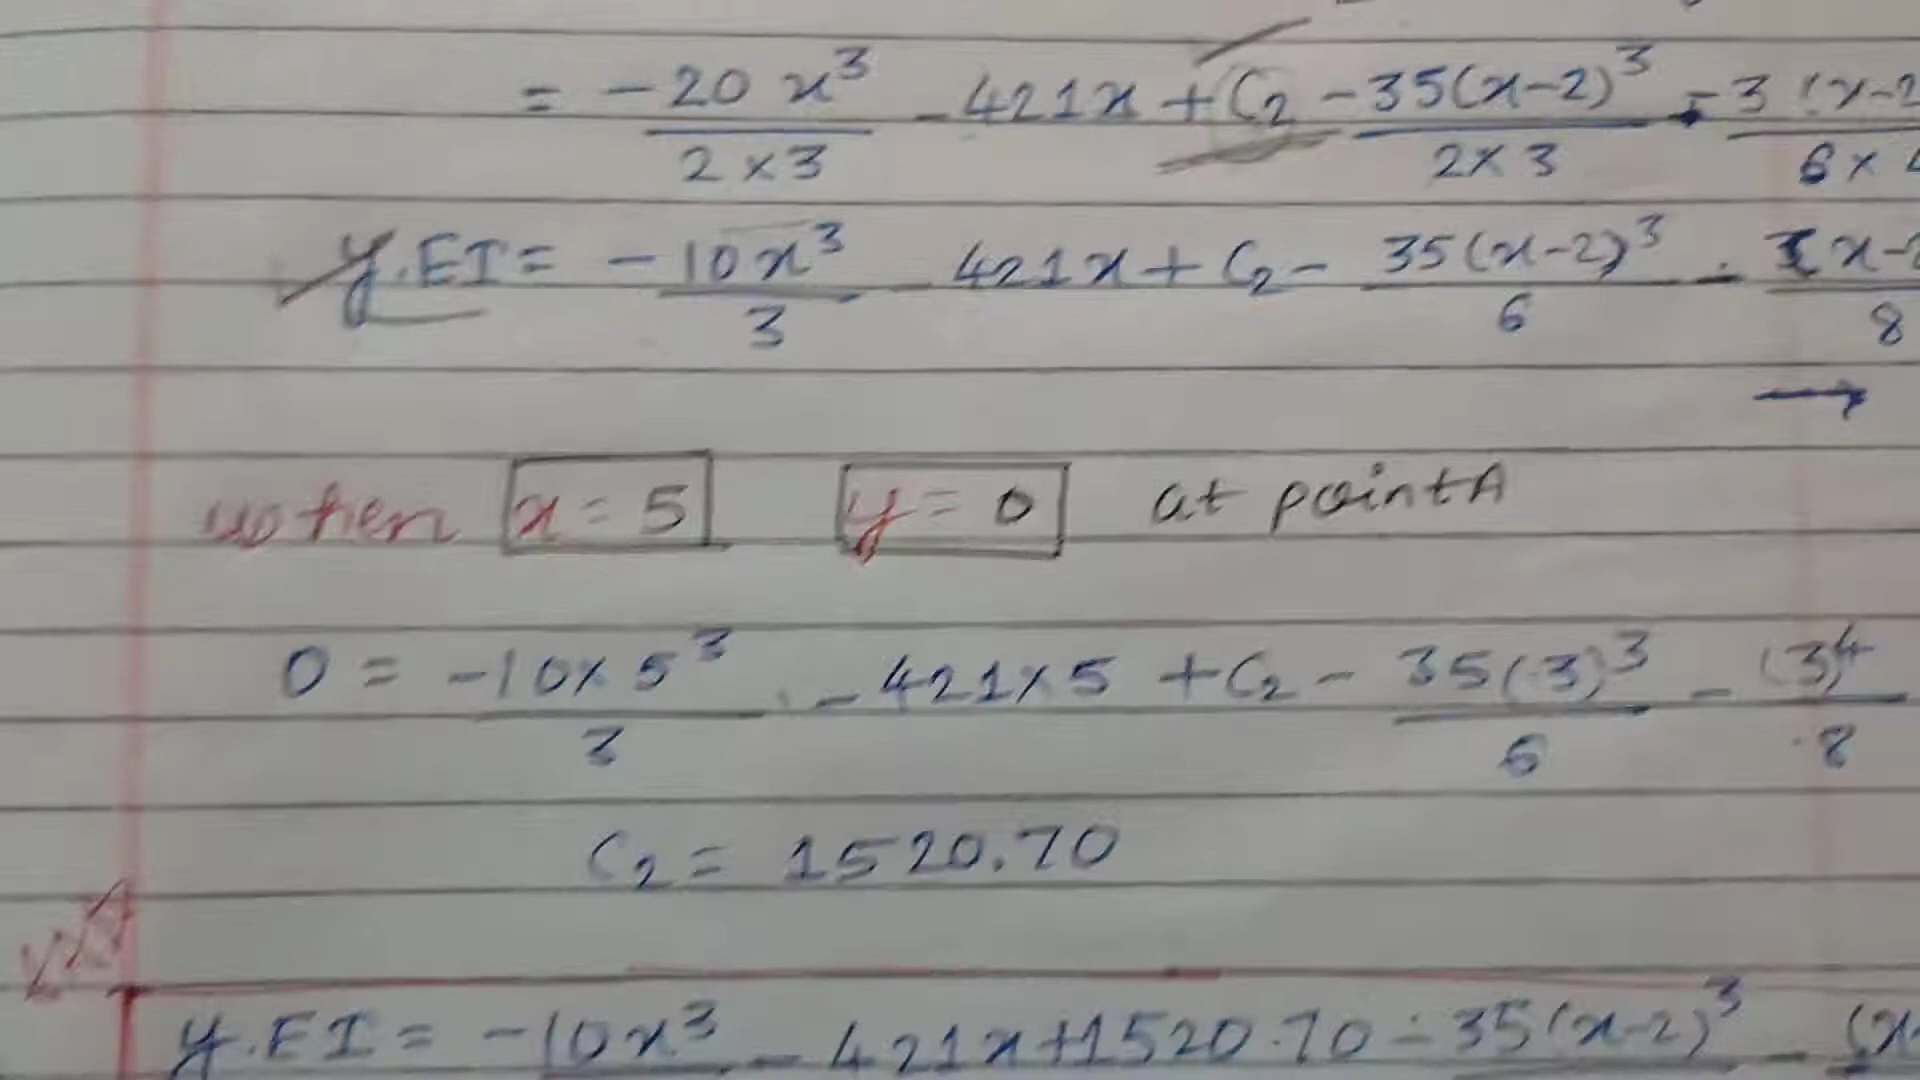 = -20 x³ / 2×3 - 421x + C₂ - 35(x-2)³ / 2×3 - 3 (x-2 / 6×
y.EI = -10x³ / 3 - 421x + C₂ - 35(x-2)³ / 6 - (x- / 8
→
when x = 5 y = 0 at point A
0 = -10×5³ / 3 - 421×5 + C₂ - 35(3)³ / 6 - (3)⁴ / 8
C₂ = 1520.70
y.EI = -10x³ - 421x+1520.70 - 35(x-2)³ - (x-